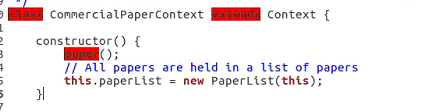 */
class CommercialPaperContext extends Context {
constructor() {
super();
// All papers are held in a list of papers
this.paperList = new PaperList(this);
}